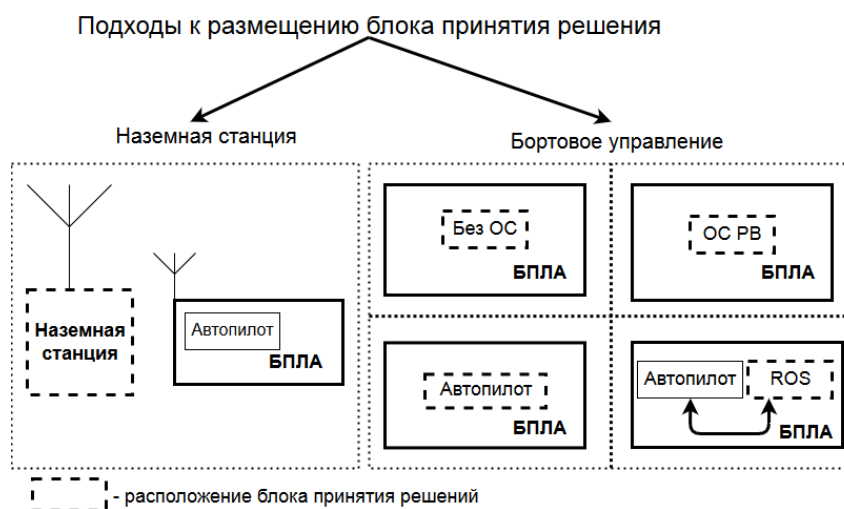 Подходы к размещению блока принятия решения
Наземная станция
Бортовое управление
Наземная
станция
Автопилот
БПЛА
Без ОС
БПЛА
ОС РВ
БПЛА
Автопилот
БПЛА
Автопилот
ROS
БПЛА
- расположение блока принятия решений